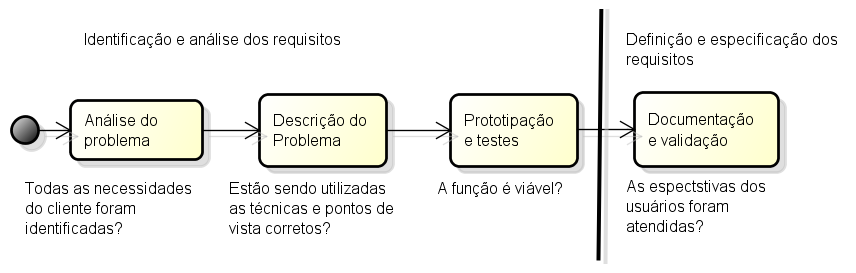 Identificação e análise dos requisitos
Definição e especificação dos
requisitos
Análise do
problema
Descrição do
Problema
Prototipação
e testes
Documentação
e validação
Todas as necessidades
do cliente foram
identificadas?
Estão sendo utilizadas
as técnicas e pontos de
vista corretos?
A função é viável?
As espectstivas dos
usuários foram
atendidas?